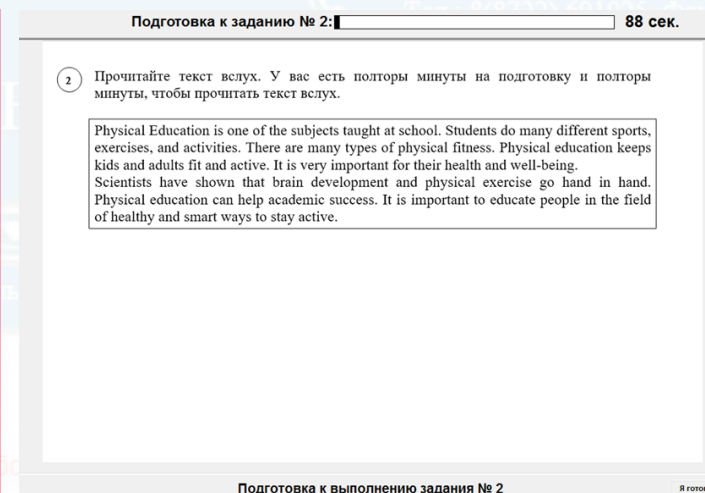 Подготовка к заданию № 2:
88 сек.
2
Прочитайте текст вслух. У вас есть полторы минуты на подготовку и полторы
минуты, чтобы прочитать текст вслух.
Physical Education is one of the subjects taught at school. Students do many different sports,
exercises, and activities. There are many types of physical fitness. Physical education keeps
kids and adults fit and active. It is very important for their health and well-being.
Scientists have shown that brain development and physical exercise go hand in hand.
Physical education can help academic success. It is important to educate people in the field
of healthy and smart ways to stay active.
Подготовка к выполнению задания № 2